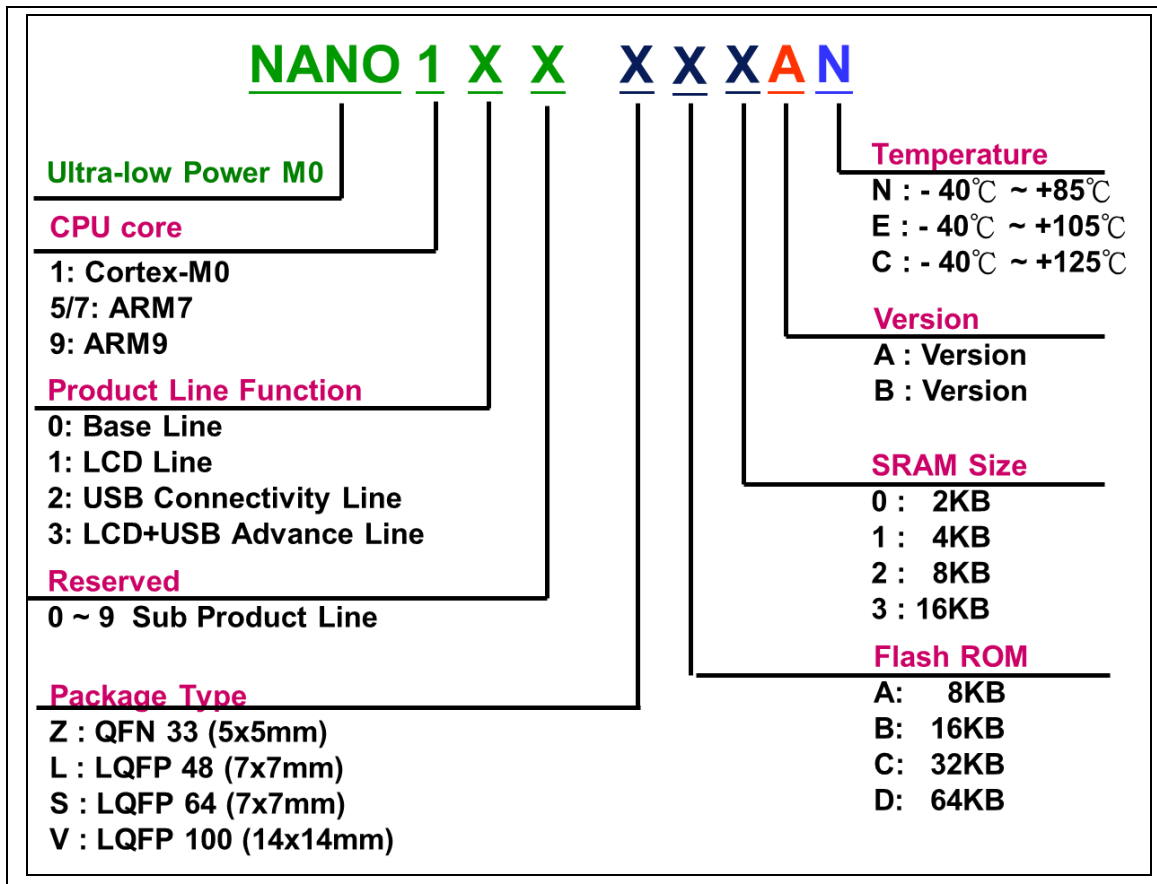 NANO 1 X X X X X A N
Ultra-low Power M0
CPU core
1: Cortex-M0
5/7: ARM7
9: ARM9
Product Line Function
0: Base Line
1: LCD Line
2: USB Connectivity Line
3: LCD+USB Advance Line
Reserved
0 ~ 9 Sub Product Line
Package Type
Z : QFN 33 (5x5mm)
L : LQFP 48 (7x7mm)
S : LQFP 64 (7x7mm)
V : LQFP 100 (14x14mm)
Temperature
N : - 40℃ ~ +85℃
E : - 40℃ ~ +105℃
C : - 40℃ ~ +125℃
Version
A : Version
B : Version
SRAM Size
0 : 2KB
1 : 4KB
2 : 8KB
3 : 16KB
Flash ROM
A: 8KB
B: 16KB
C: 32KB
D: 64KB